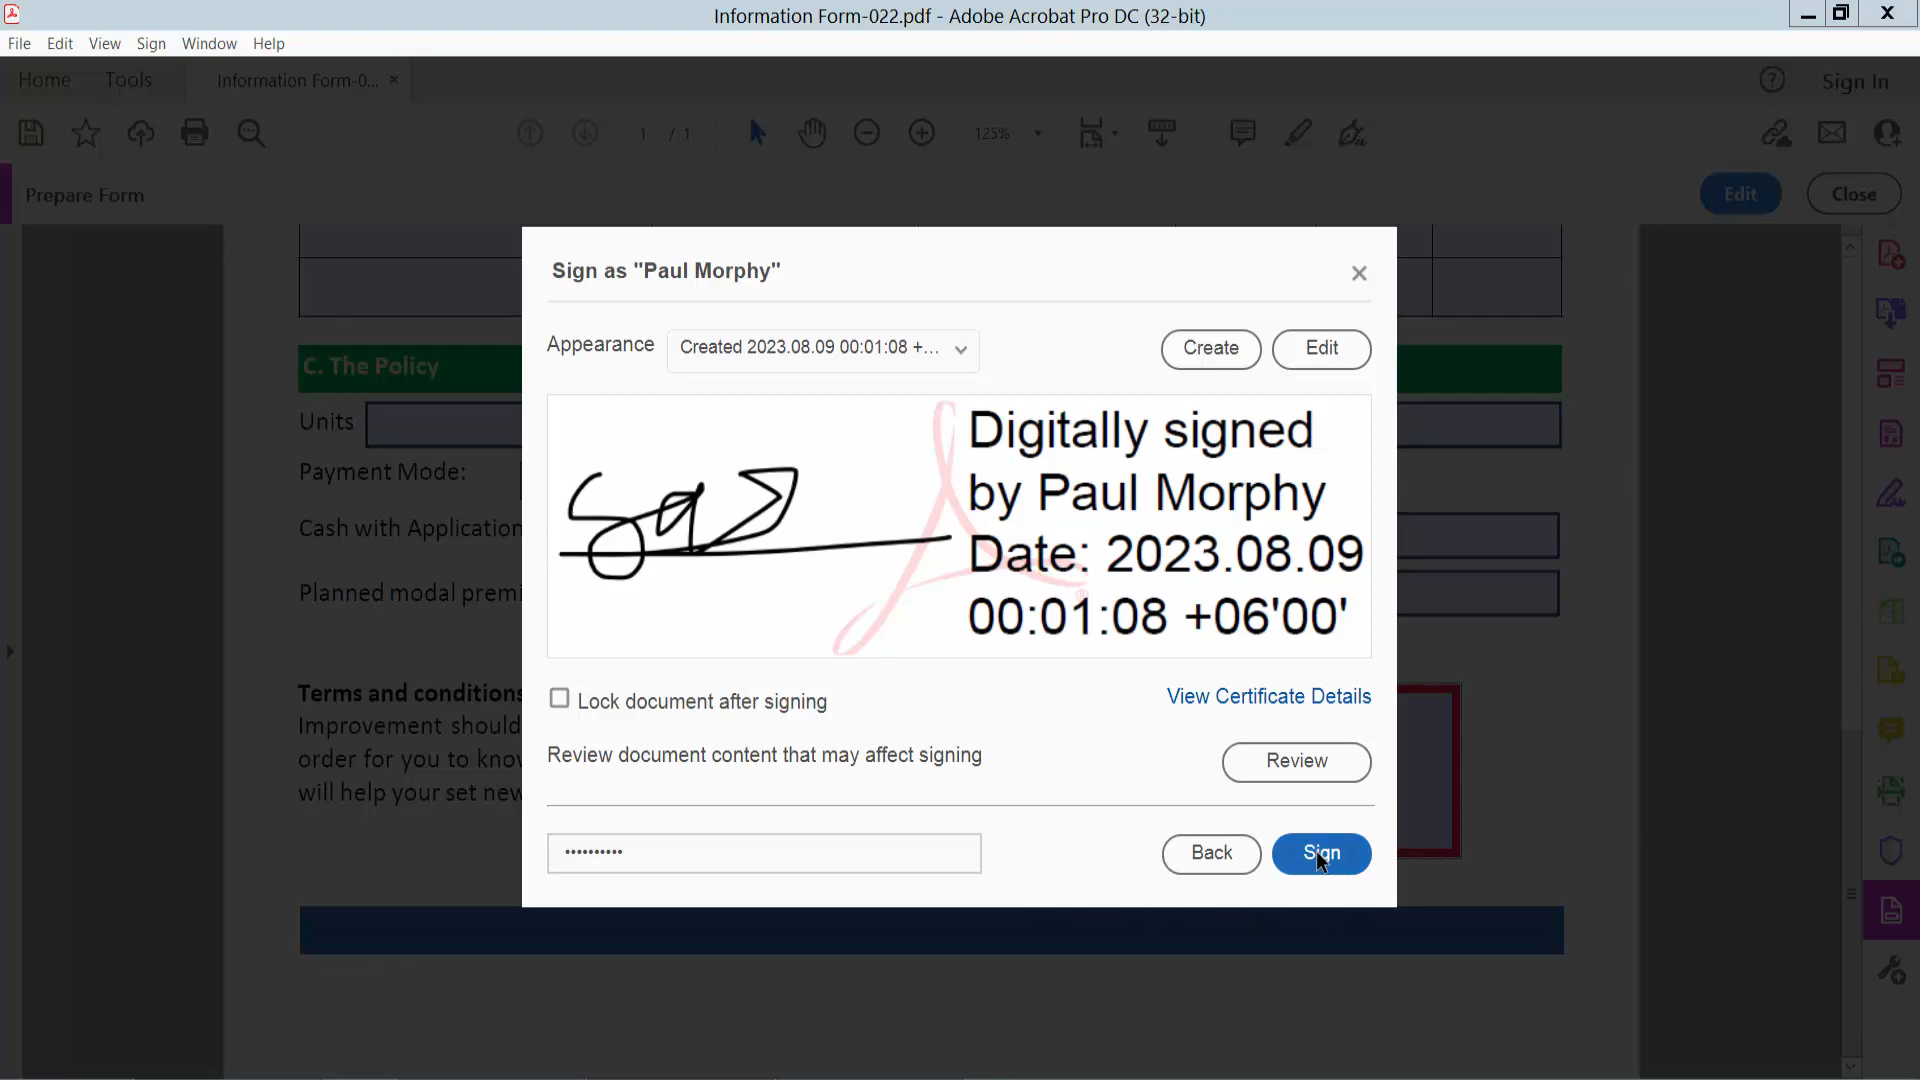 Information Form-022.pdf - Adobe Acrobat Pro DC (32-bit)
File Edit View Sign Window Help
Home Tools Information Form-0... ×
Sign In
1 / 1
125%
Prepare Form
Edit Close
Sign as "Paul Morphy"
Appearance Created 2023.08.09 00:01:08 +... Create Edit
C. The Policy
Digitally signed
by Paul Morphy
Date: 2023.08.09
00:01:08 +06'00'
Units
Payment Mode:
Cash with Application
Planned modal premi
Terms and conditions
Improvement should
order for you to know
will help your set new
Lock document after signing
View Certificate Details
Review document content that may affect signing
Review
••••••••••
Back
Sign